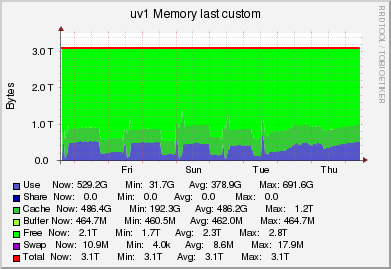 uv1 Memory last custom
RRDTOOL / TOBI OETIKER
Bytes
3.0 T
2.0 T
1.0 T
0.0
Fri Sun Tue Thu
Use Now: 529.2G Min: 31.7G Avg: 378.9G Max: 691.6G
Share Now: 0.0 Min: 0.0 Avg: 0.0 Max: 0.0
Cache Now: 486.4G Min: 192.3G Avg: 486.2G Max: 1.2T
Buffer Now: 464.7M Min: 460.5M Avg: 462.0M Max: 464.7M
Free Now: 2.1T Min: 1.7T Avg: 2.3T Max: 2.8T
Swap Now: 10.9M Min: 4.0k Avg: 8.6M Max: 17.9M
Total Now: 3.1T Min: 3.1T Avg: 3.1T Max: 3.1T